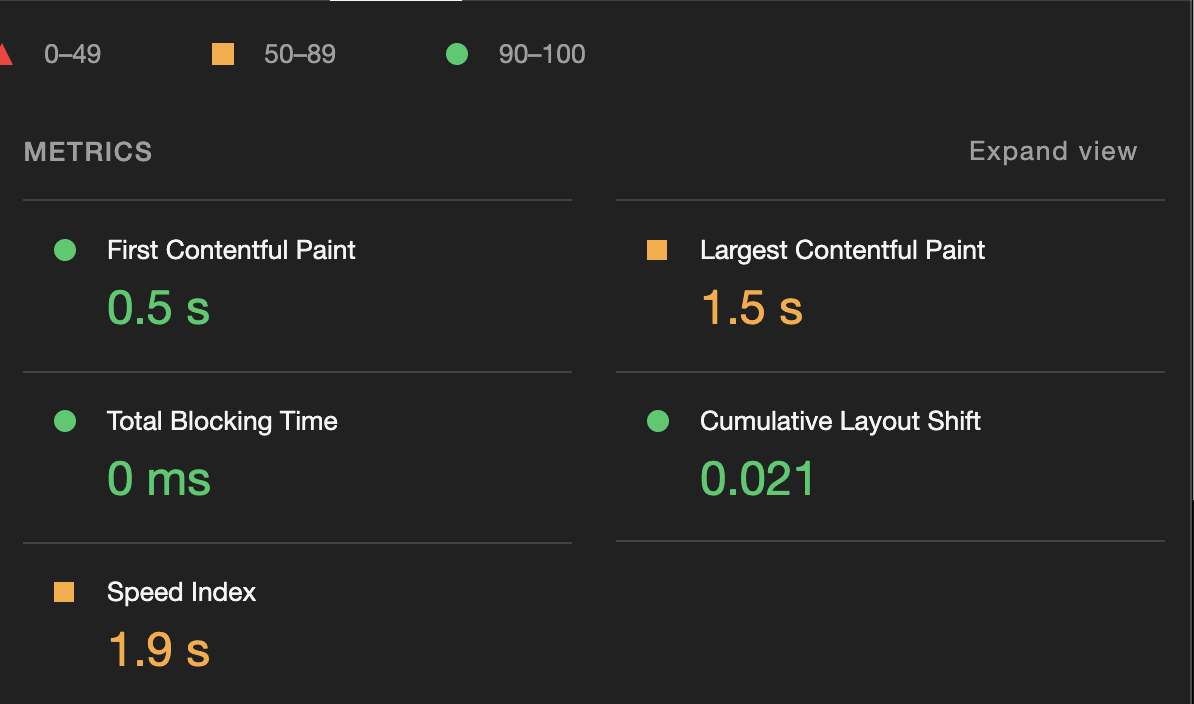 0–49 50–89 90–100
METRICS Expand view
First Contentful Paint
0.5 s
Largest Contentful Paint
1.5 s
Total Blocking Time
0 ms
Cumulative Layout Shift
0.021
Speed Index
1.9 s